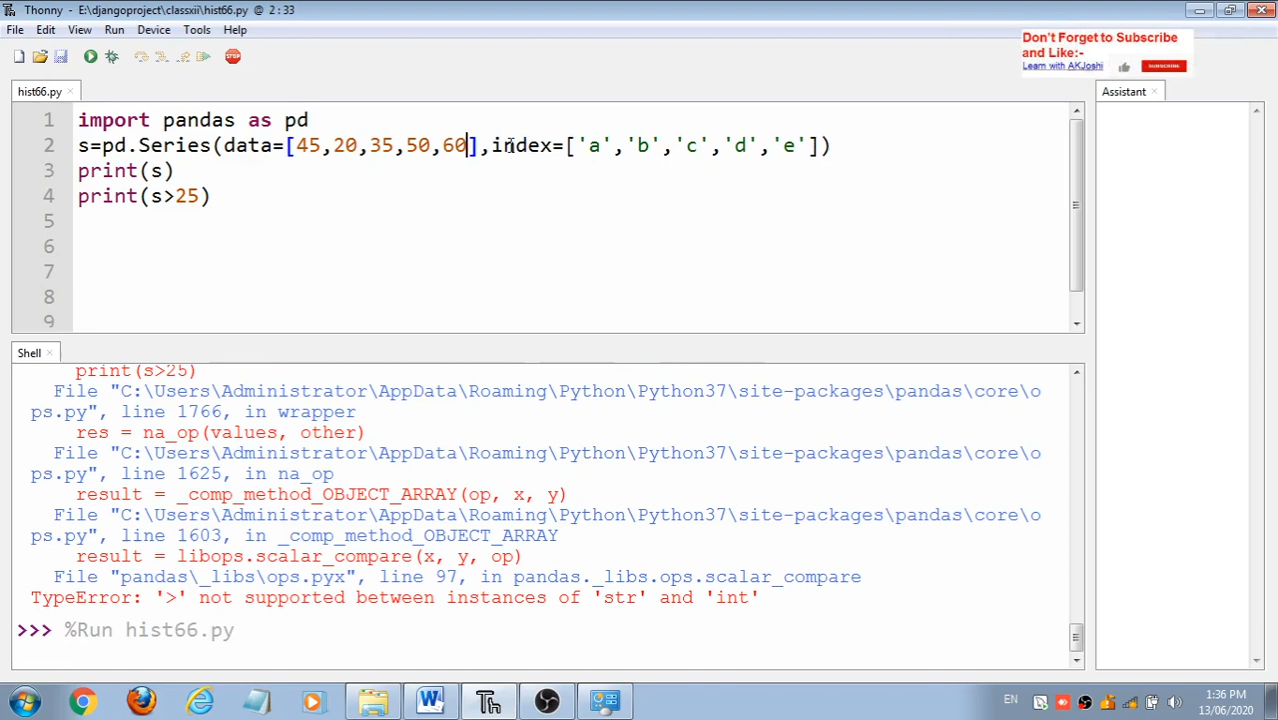 Thonny - E:\djangoproject\classxii\hist66.py @ 2:33
File Edit View Run Device Tools Help
STOP
Don't Forget to Subscribe
and Like:-
Learn with AKJoshi SUBSCRIBE
hist66.py
Assistant
1 import pandas as pd
2 s=pd.Series(data=[45,20,35,50,60],index=['a','b','c','d','e'])
3 print(s)
4 print(s>25)
5
6
7
8
9
Shell
print(s>25)
File "C:\Users\Administrator\AppData\Roaming\Python\Python37\site-packages\pandas\core\o
ps.py", line 1766, in wrapper
res = na_op(values, other)
File "C:\Users\Administrator\AppData\Roaming\Python\Python37\site-packages\pandas\core\o
ps.py", line 1625, in na_op
result = _comp_method_OBJECT_ARRAY(op, x, y)
File "C:\Users\Administrator\AppData\Roaming\Python\Python37\site-packages\pandas\core\o
ps.py", line 1603, in _comp_method_OBJECT_ARRAY
result = libops.scalar_compare(x, y, op)
File "pandas\_libs\ops.pyx", line 97, in pandas._libs.ops.scalar_compare
TypeError: '>' not supported between instances of 'str' and 'int'
>>> %Run hist66.py
EN
1:36 PM
13/06/2020